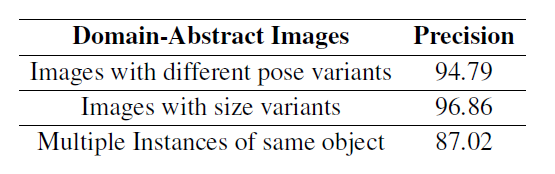 Domain-Abstract Images Precision
Images with different pose variants 94.79
Images with size variants 96.86
Multiple Instances of same object 87.02